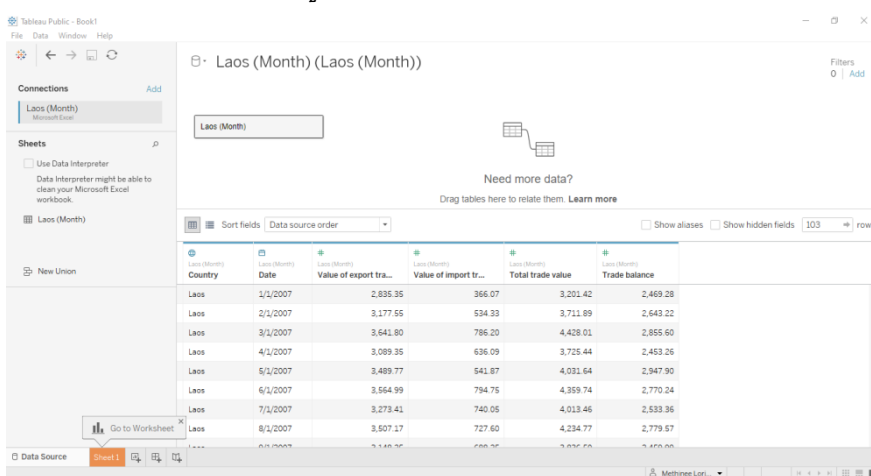 Tableau Public - Book1
File Data Window Help
Connections Add
Laos (Month)
Microsoft Excel
Sheets
Use Data Interpreter
Data Interpreter might be able to
clean your Microsoft Excel
workbook.
Laos (Month)
New Union
Laos (Month) (Laos (Month))
Filters
0 | Add
Laos (Month)
Need more data?
Drag tables here to relate them. Learn more
Sort fields Data source order
Show aliases Show hidden fields 103 row
Laos (Month) Laos (Month) Laos (Month) Laos (Month) Laos (Month) Laos (Month)
Country Date Value of export tra... Value of import tr... Total trade value Trade balance
Laos 1/1/2007 2,835.35 366.07 3,201.42 2,469.28
Laos 2/1/2007 3,177.55 534.33 3,711.89 2,643.22
Laos 3/1/2007 3,641.80 786.20 4,428.01 2,855.60
Laos 4/1/2007 3,089.35 636.09 3,725.44 2,453.26
Laos 5/1/2007 3,489.77 541.87 4,031.64 2,947.90
Laos 6/1/2007 3,564.99 794.75 4,359.74 2,770.24
Laos 7/1/2007 3,273.41 740.05 4,013.46 2,533.36
Laos 8/1/2007 3,507.17 727.60 4,234.77 2,779.57
Go to Worksheet
Data Source Sheet 1
Methinee Lori...